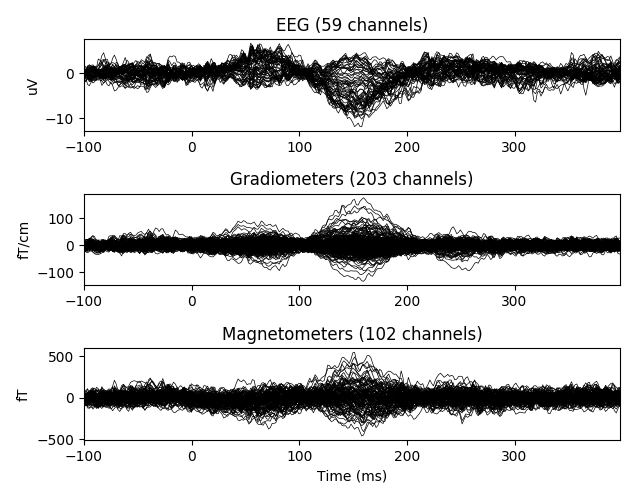 EEG (59 channels)
uV
0
−10
−100 0 100 200 300
Gradiometers (203 channels)
fT/cm
100
0
−100
−100 0 100 200 300
Magnetometers (102 channels)
fT
500
0
−500
−100 0 100 200 300
Time (ms)